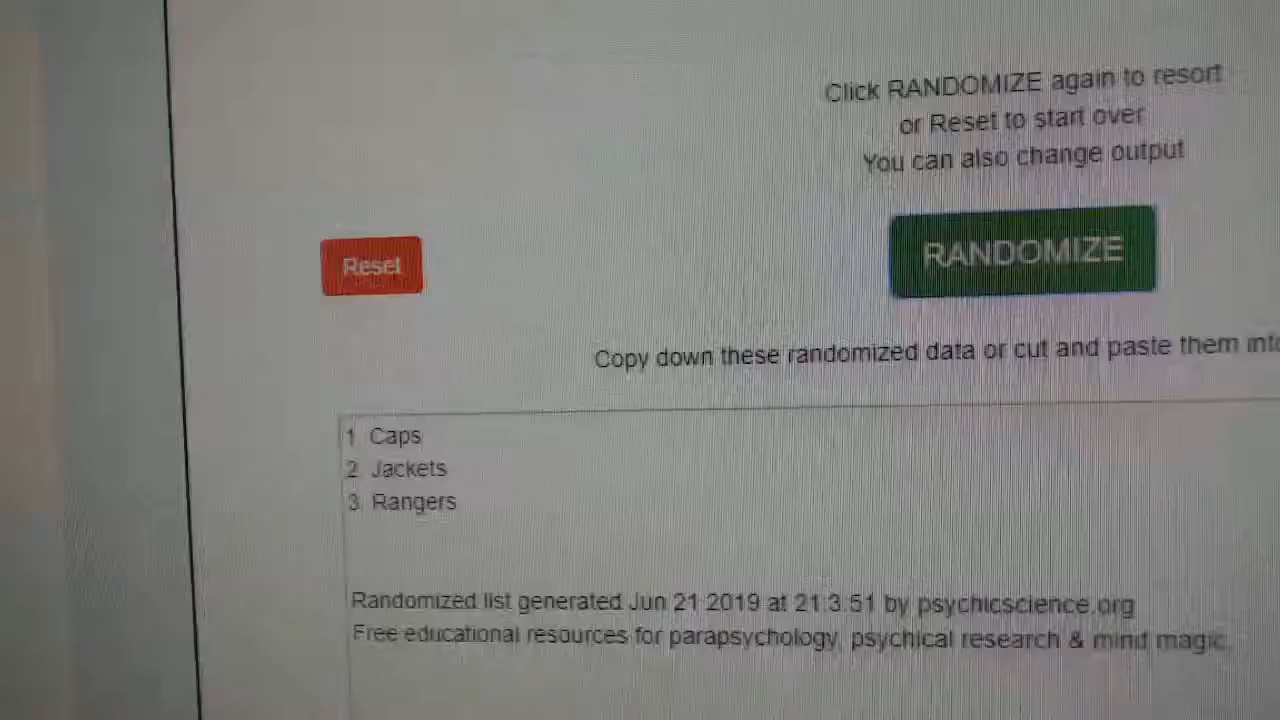 Click RANDOMIZE again to resort
or Reset to start over
You can also change output
Reset
RANDOMIZE
Copy down these randomized data or cut and paste them into
1 Caps
2 Jackets
3 Rangers
Randomized list generated Jun 21 2019 at 21:3:51 by psychicscience.org
Free educational resources for parapsychology, psychical research & mind magic.